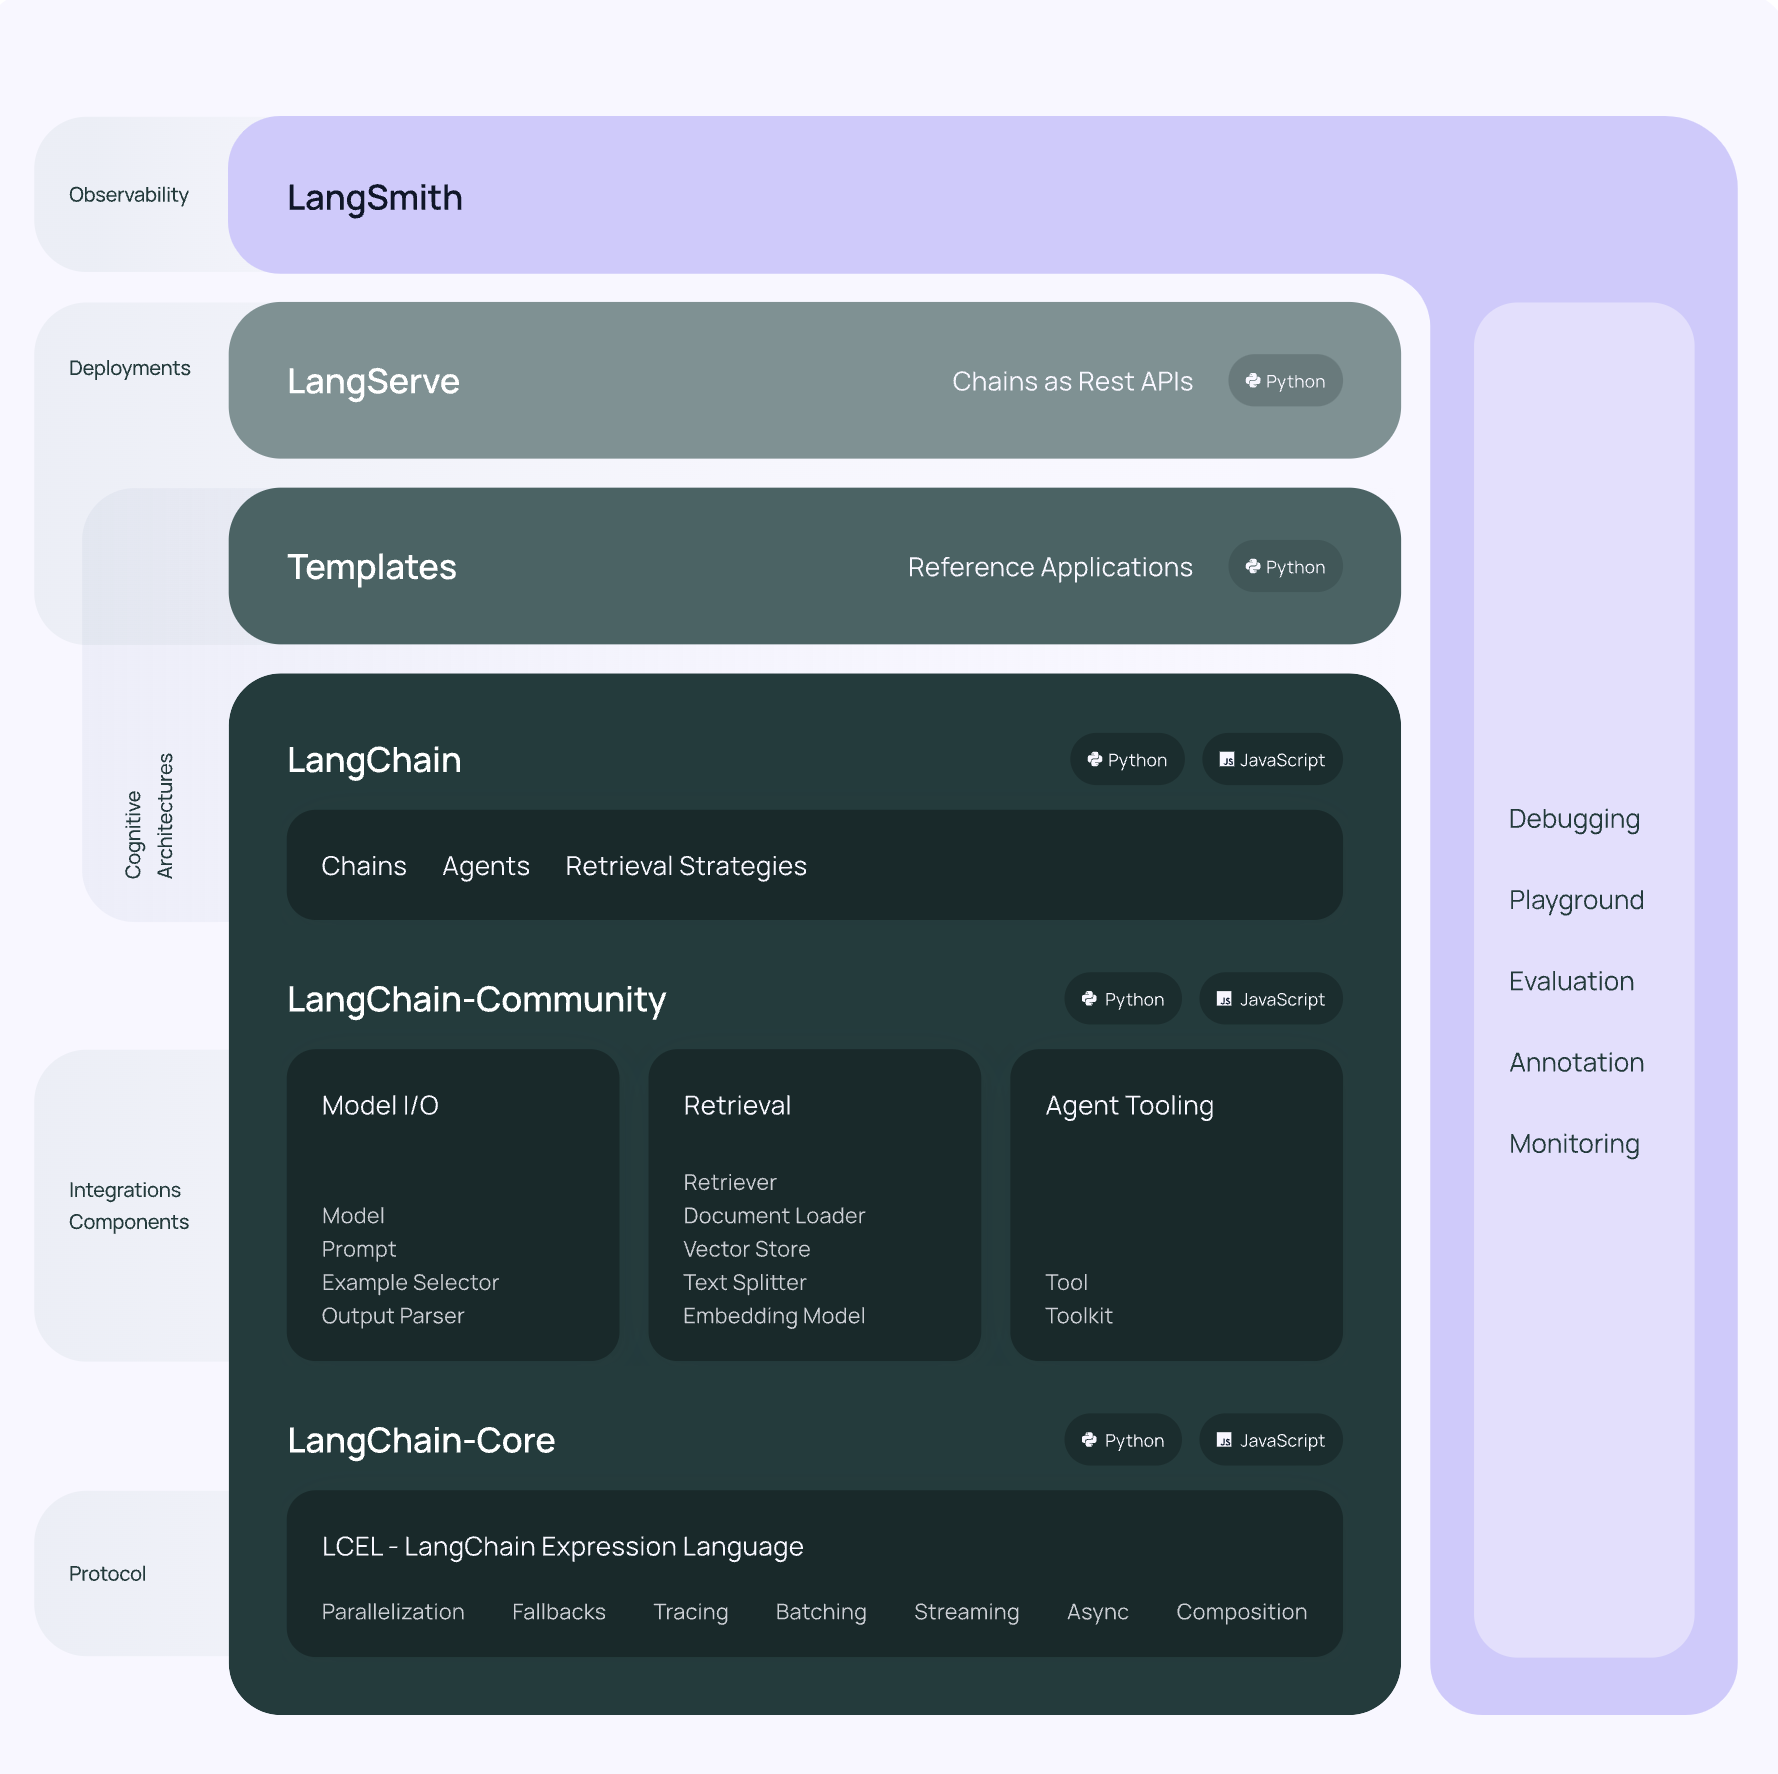 Observability
LangSmith
Deployments
LangServe
Chains as Rest APIs
Python
Templates
Reference Applications
Python
Cognitive
Architectures
LangChain
Python
JavaScript
Chains Agents Retrieval Strategies
LangChain-Community
Python
JavaScript
Integrations
Components
Model I/O
Model
Prompt
Example Selector
Output Parser
Retrieval
Retriever
Document Loader
Vector Store
Text Splitter
Embedding Model
Agent Tooling
Tool
Toolkit
LangChain-Core
Python
JavaScript
Protocol
LCEL - LangChain Expression Language
Parallelization Fallbacks Tracing Batching Streaming Async Composition
Debugging
Playground
Evaluation
Annotation
Monitoring